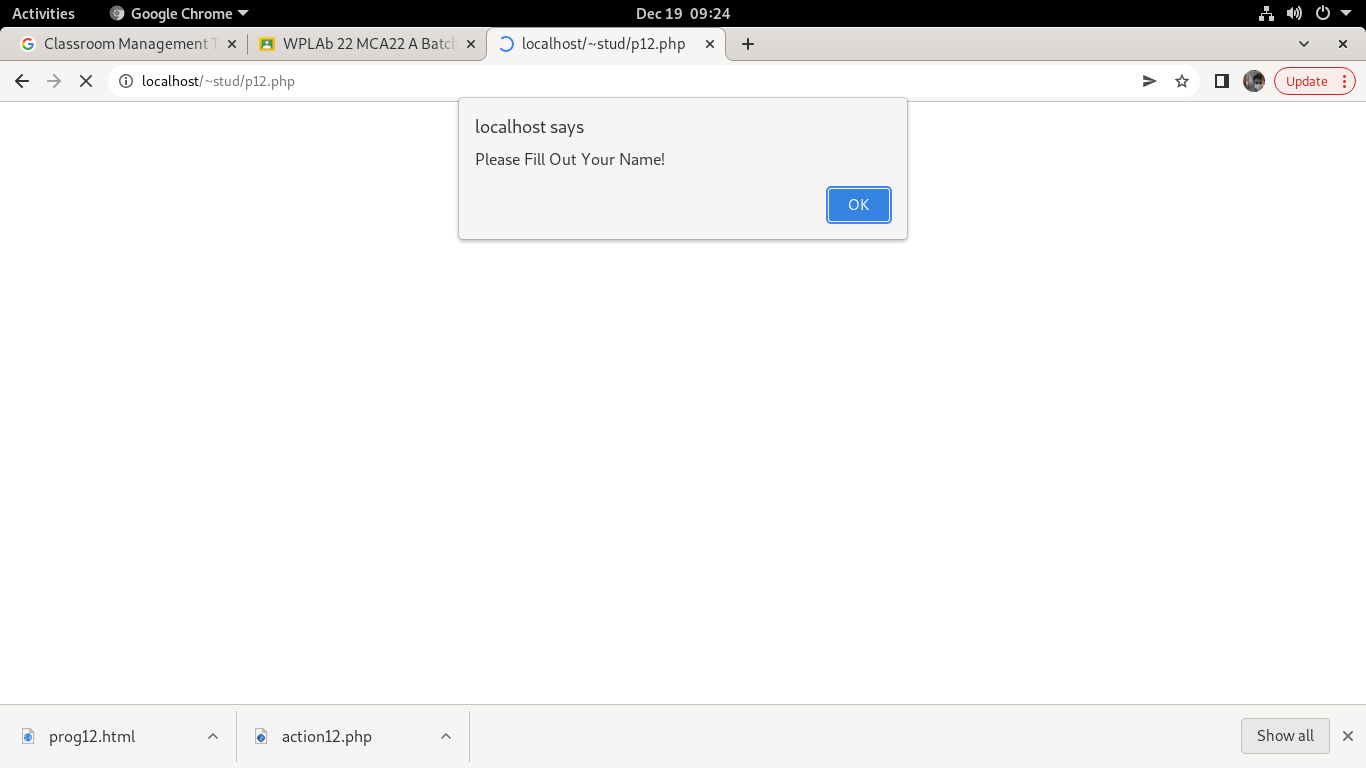 Activities Google Chrome Dec 19 09:24
Classroom Management T WPLAb 22 MCA22 A Batch localhost/~stud/p12.php
localhost/~stud/p12.php Update
localhost says
Please Fill Out Your Name!
OK
prog12.html action12.php Show all